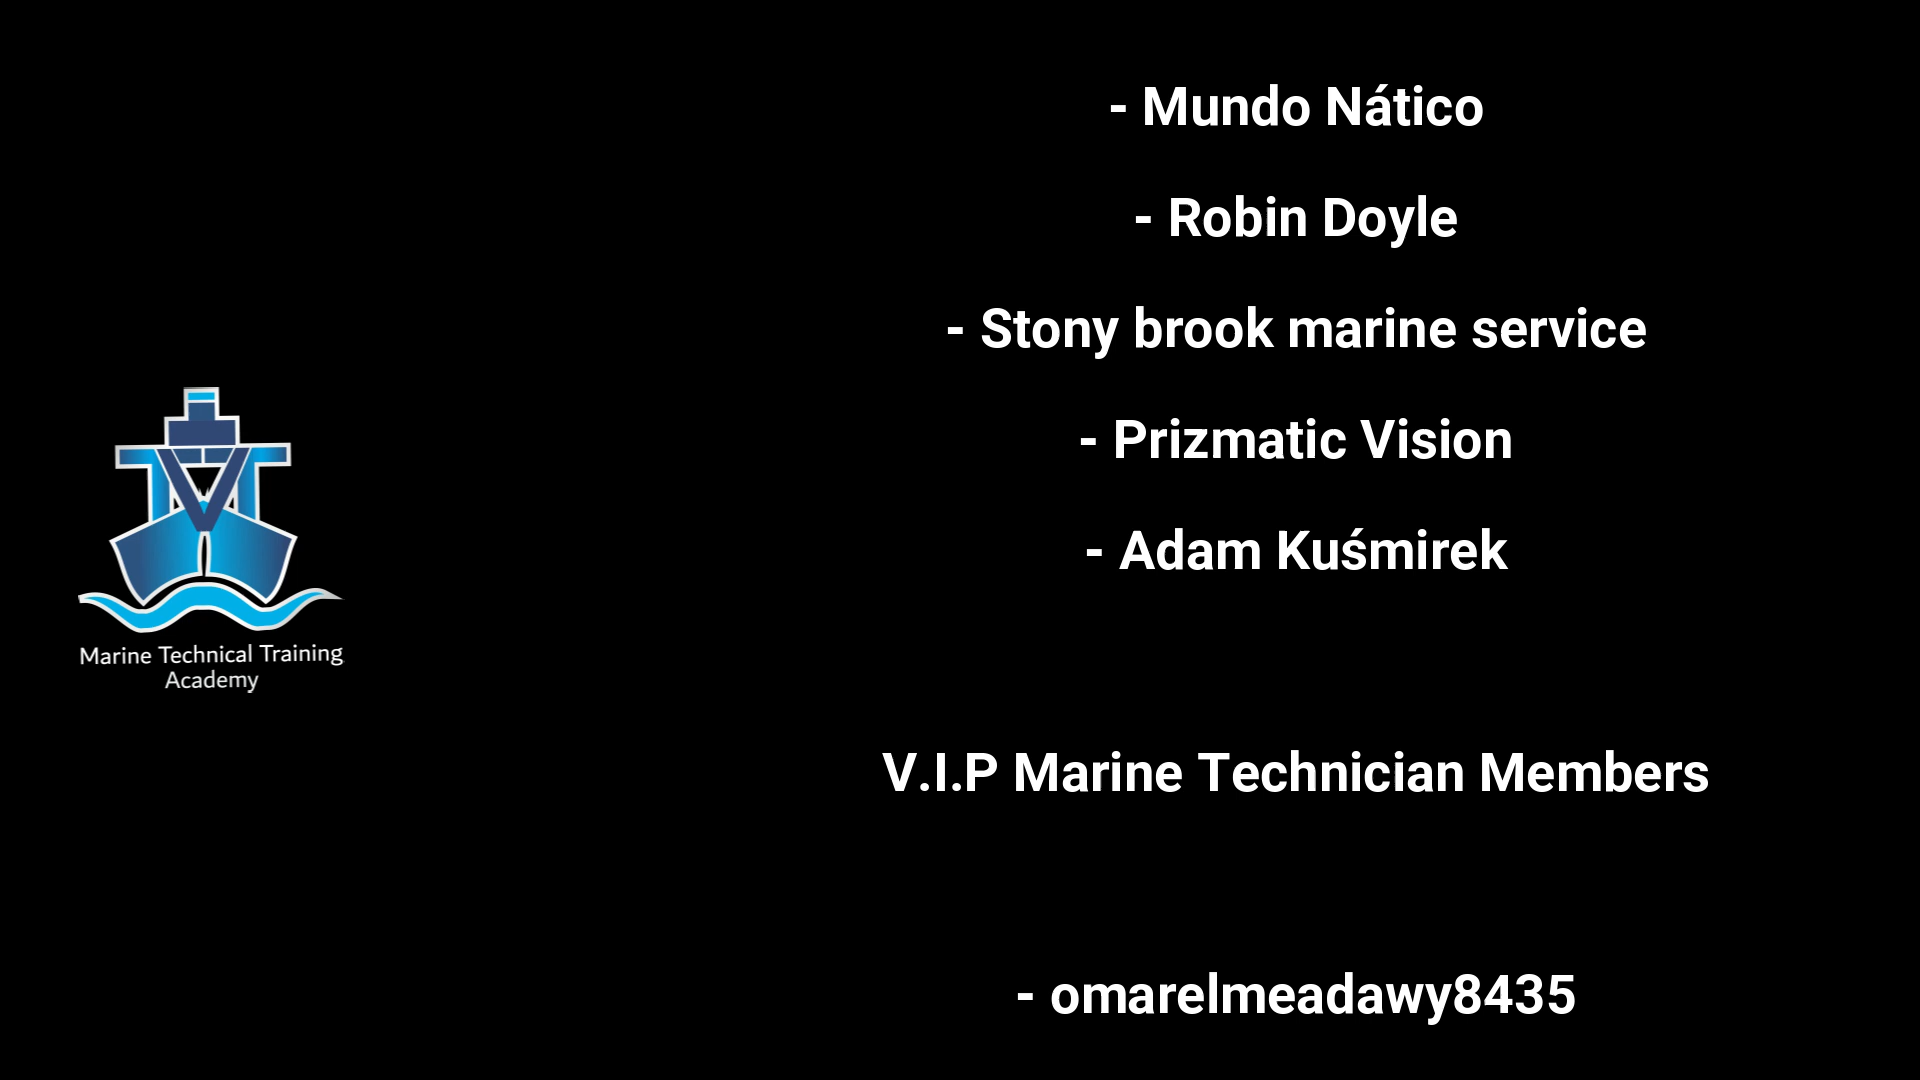 - Mundo Nático
- Robin Doyle
- Stony brook marine service
- Prizmatic Vision
- Adam Kuśmirek
Marine Technical Training
Academy
V.I.P Marine Technician Members
- omarelmeadawy8435